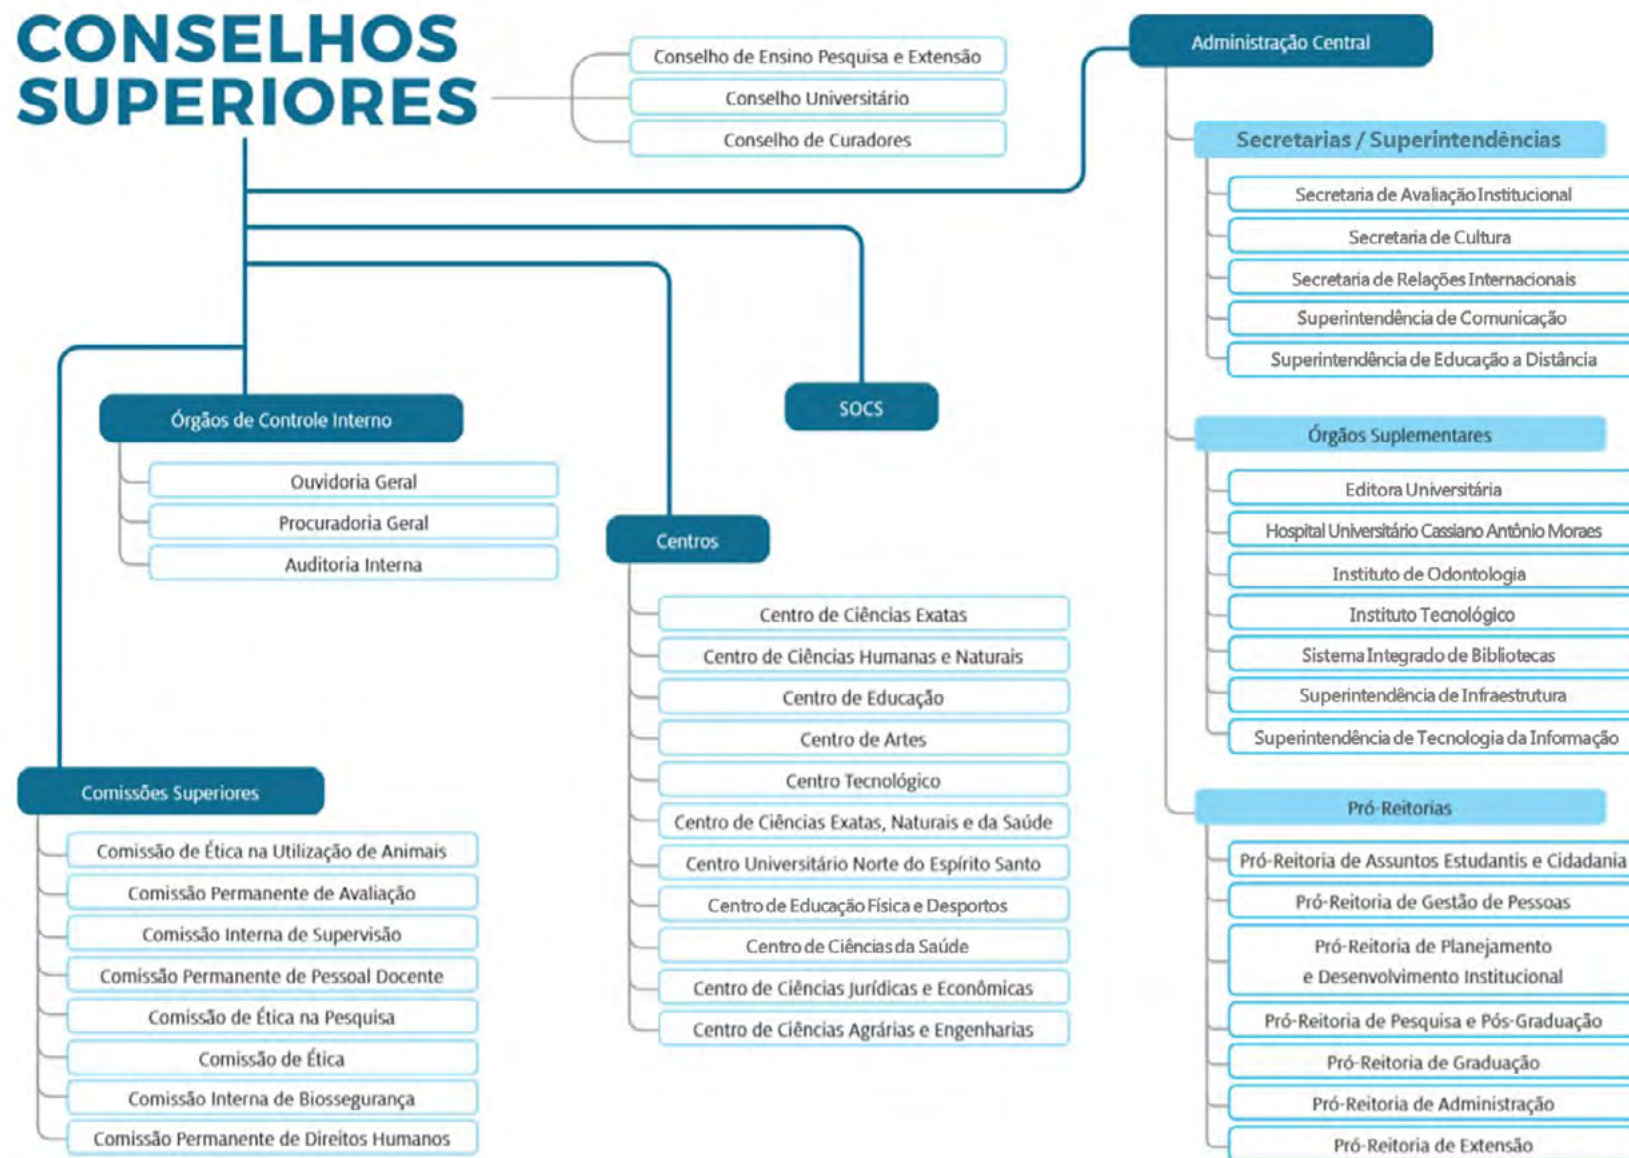 CONSELHOS
SUPERIORES
Conselho de Ensino Pesquisa e Extensão
Conselho Universitário
Conselho de Curadores
Administração Central
Secretarias / Superintendências
Secretaria de Avaliação Institucional
Secretaria de Cultura
Secretaria de Relações Internacionais
Superintendência de Comunicação
Superintendência de Educação a Distância
Órgãos Suplementares
Editora Universitária
Hospital Universitário Cassiano Antônio Moraes
Instituto de Odontologia
Instituto Tecnológico
Sistema Integrado de Bibliotecas
Superintendência de Infraestrutura
Superintendência de Tecnologia da Informação
Pró-Reitorias
Pró-Reitoria de Assuntos Estudantis e Cidadania
Pró-Reitoria de Gestão de Pessoas
Pró-Reitoria de Planejamento
e Desenvolvimento Institucional
Pró-Reitoria de Pesquisa e Pós-Graduação
Pró-Reitoria de Graduação
Pró-Reitoria de Administração
Pró-Reitoria de Extensão
SOCS
Centros
Centro de Ciências Exatas
Centro de Ciências Humanas e Naturais
Centro de Educação
Centro de Artes
Centro Tecnológico
Centro de Ciências Exatas, Naturais e da Saúde
Centro Universitário Norte do Espírito Santo
Centro de Educação Física e Desportos
Centro de Ciências da Saúde
Centro de Ciências Jurídicas e Econômicas
Centro de Ciências Agrárias e Engenharias
Órgãos de Controle Interno
Ouvidoria Geral
Procuradoria Geral
Auditoria Interna
Comissões Superiores
Comissão de Ética na Utilização de Animais
Comissão Permanente de Avaliação
Comissão Interna de Supervisão
Comissão Permanente de Pessoal Docente
Comissão de Ética na Pesquisa
Comissão de Ética
Comissão Interna de Biossegurança
Comissão Permanente de Direitos Humanos